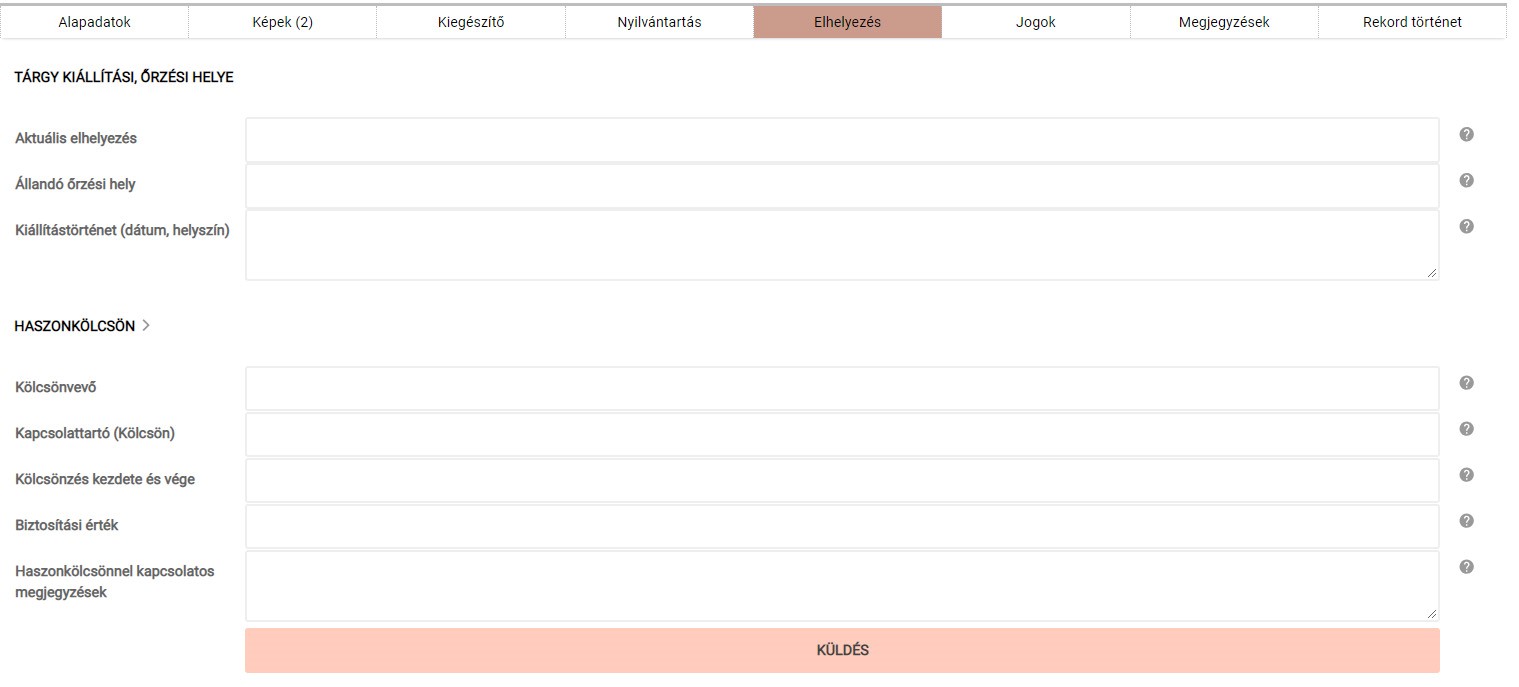 Alapadatok
Képek (2)
Kiegészítő
Nyilvántartás
Elhelyezés
Jogok
Megjegyzések
Rekord történet
TÁRGY KIÁLLÍTÁSI, ŐRZÉSI HELYE
Aktuális elhelyezés
Állandó őrzési hely
Kiállítástörténet (dátum, helyszín)
HASZONKÖLCSÖN
Kölcsönvevő
Kapcsolattartó (Kölcsön)
Kölcsönzés kezdete és vége
Biztosítási érték
Haszonkölcsönnel kapcsolatos
megjegyzések
KÜLDÉS